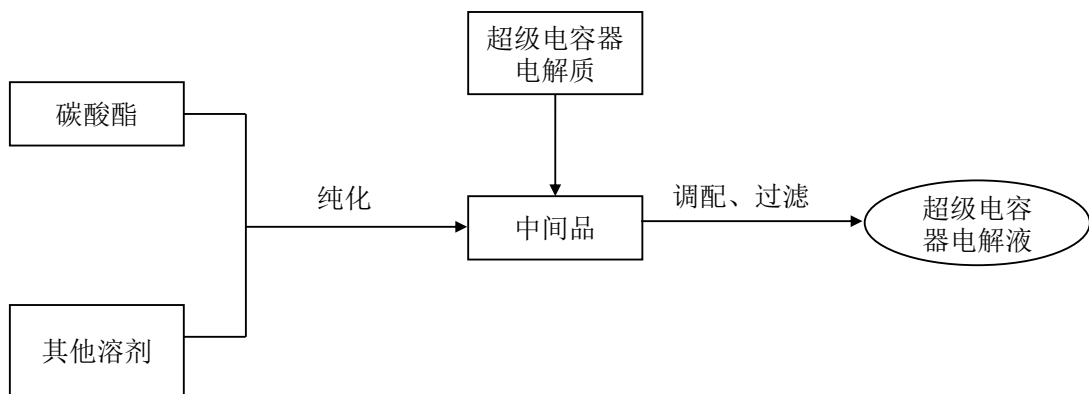 超级电容器
电解质
碳酸酯
纯化
中间品
调配、过滤
超级电容
器电解液
其他溶剂